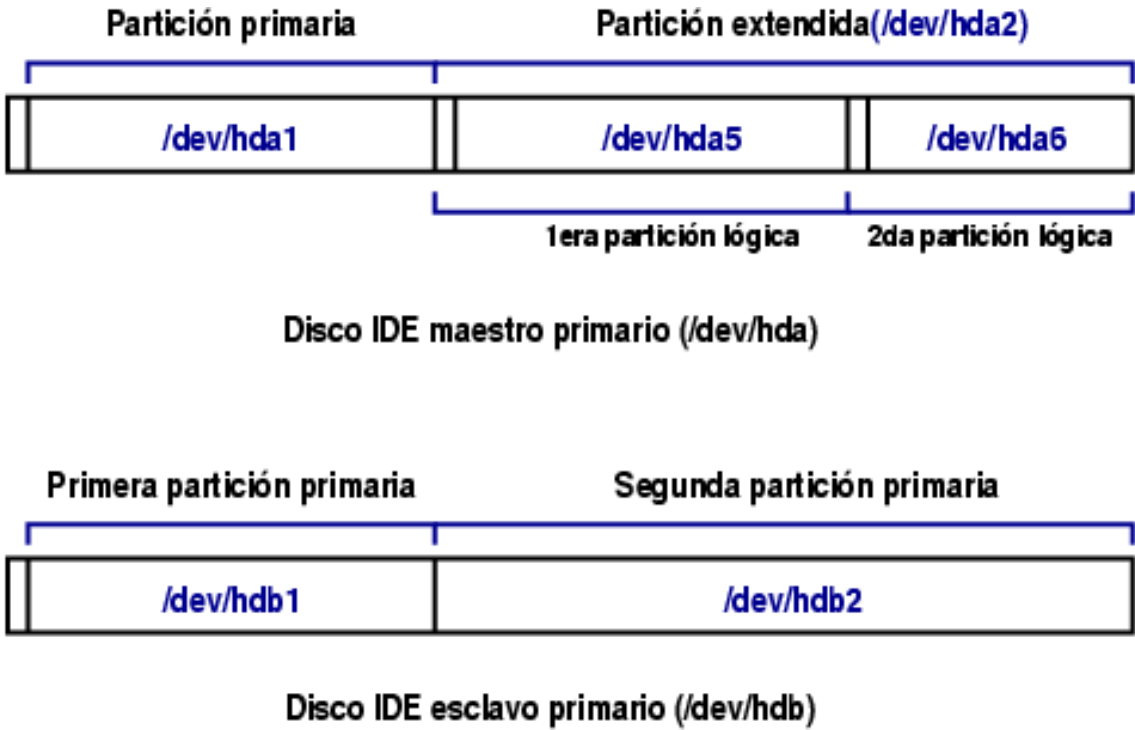 Partición primaria
Partición extendida(/dev/hda2)
/dev/hda1
/dev/hda5
/dev/hda6
1era partición lógica
2da partición lógica
Disco IDE maestro primario (/dev/hda)
Primera partición primaria
Segunda partición primaria
/dev/hdb1
/dev/hdb2
Disco IDE esclavo primario (/dev/hdb)